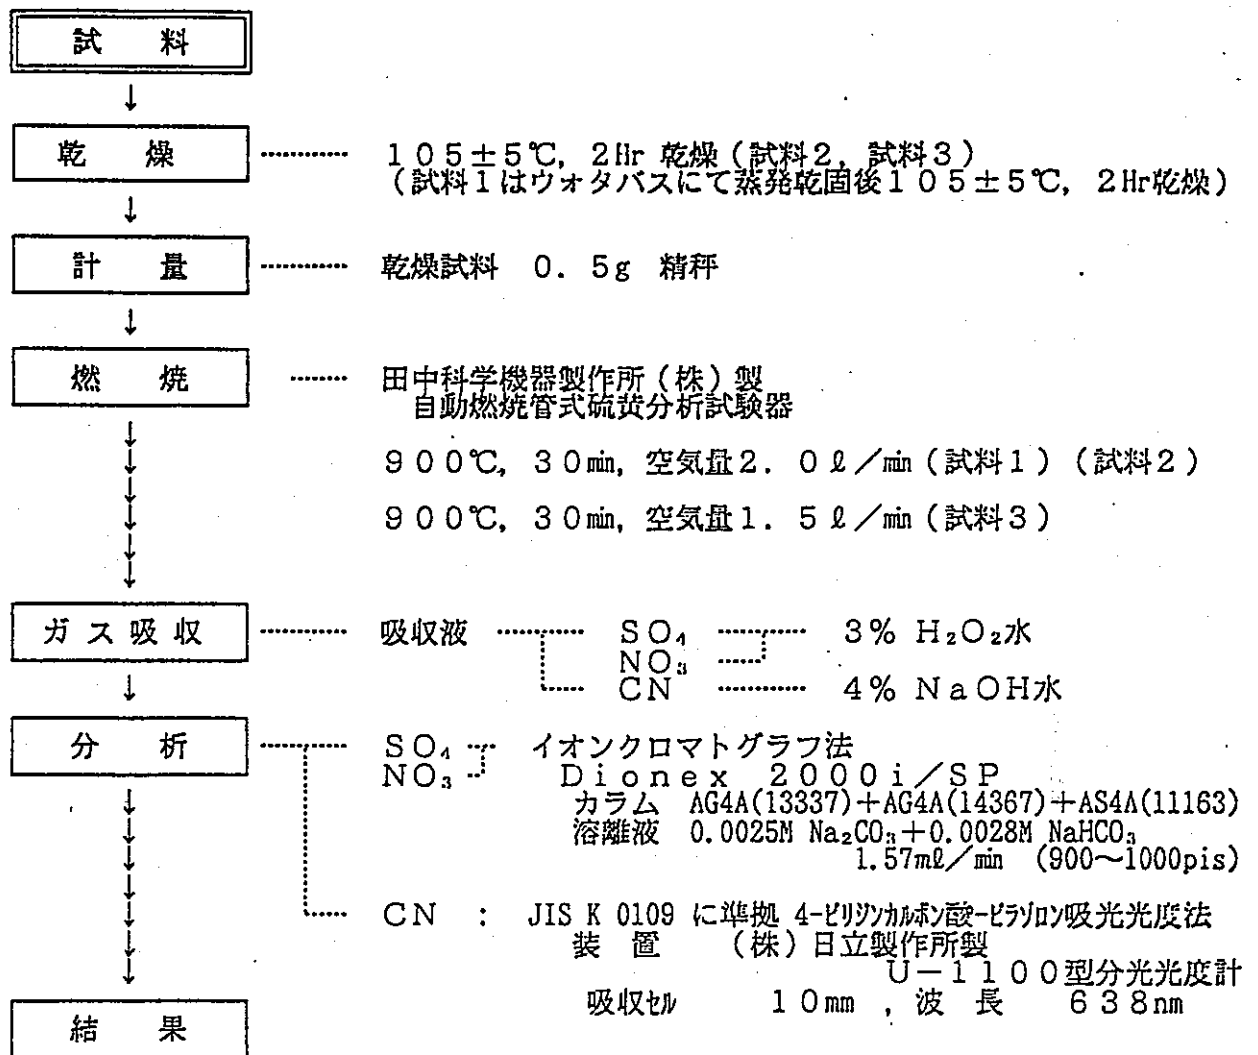 試　料
↓
乾　燥 ……… 105±5℃, 2Hr 乾燥（試料2, 試料3）
（試料1はウォタバスにて蒸発乾固後105±5℃, 2Hr乾燥）
↓
計　量 ……… 乾燥試料　0.5g　精秤
↓
燃　焼 ……… 田中科学機器製作所（株）製
自動燃焼管式硫黄分析試験器
900℃, 30min, 空気量2.0ℓ／min（試料1）（試料2）
900℃, 30min, 空気量1.5ℓ／min（試料3）
↓
ガス吸収 ……… 吸収液 ……… SO₄ ……… 3% H₂O₂水
NO₃
CN ……… 4% NaOH水
↓
分　析 ……… SO₄ … イオンクロマトグラフ法
NO₃ … Dionex 2000i／SP
カラム　AG4A(13337)+AG4A(14367)+AS4A(11163)
溶離液　0.0025M Na₂CO₃+0.0028M NaHCO₃
1.57mℓ／min　(900～1000pis)
CN : JIS K 0109 に準拠 4-ピリジンカルボン酸-ピラゾロン吸光光度法
装　置　（株）日立製作所製
U－1100型分光光度計
吸収セル　10mm , 波　長　638nm
結　果